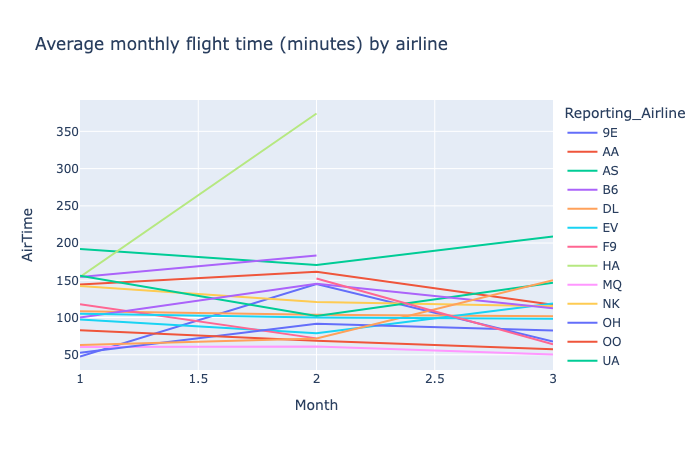 Average monthly flight time (minutes) by airline
Reporting_Airline
9E
AA
AS
B6
DL
EV
F9
HA
MQ
NK
OH
OO
UA
AirTime
350
300
250
200
150
100
50
1
1.5
2
2.5
3
Month